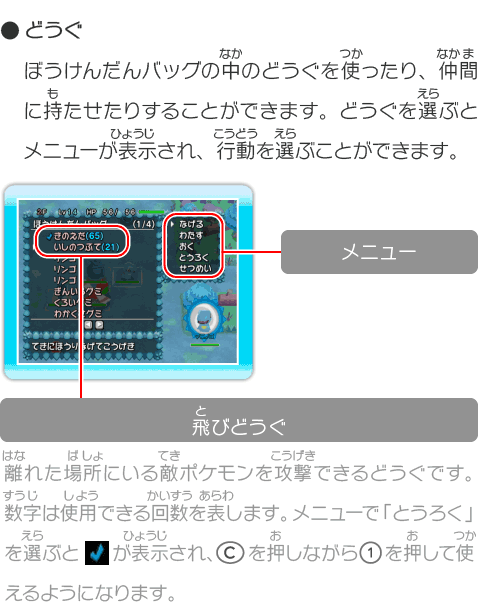 ● どうぐ
ぼうけんだんバッグの中のどうぐを使ったり、仲間
に持たせたりすることができます。どうぐを選ぶと
メニューが表示され、行動を選ぶことができます。
2F Lv14 HP 56/ 56
ぼうけんだんバッグ (1/4)
きのえだ(65)
いしのつぶて(21)
リンゴ
リンゴ
リンゴ
ぎんいろグミ
くろいグミ
わかくさグミ
てきにほうりなげてこうげき
なげる
わたす
おく
とうろく
せつめい
メニュー
飛びどうぐ
離れた場所にいる敵ポケモンを攻撃できるどうぐです。
数字は使用できる回数を表します。メニューで「とうろく」
を選ぶと が表示され、Ⓒを押しながら①を押して使
えるようになります。